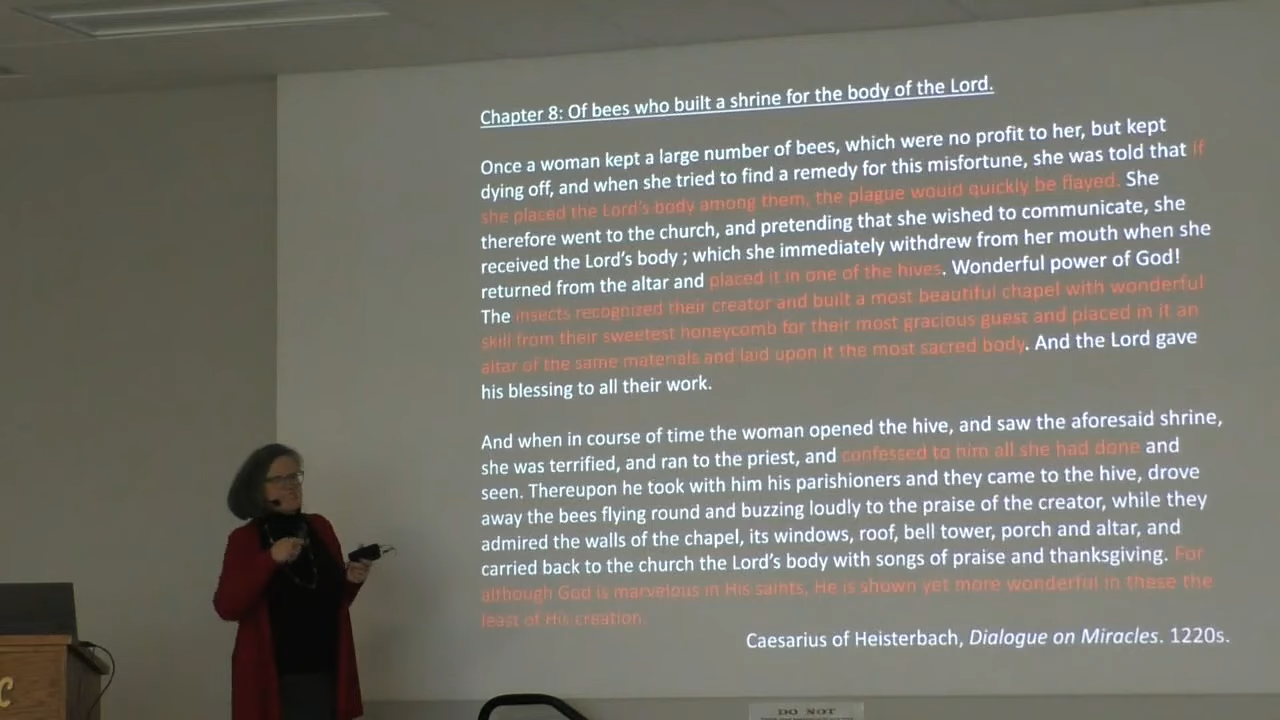 Chapter 8: Of bees who built a shrine for the body of the Lord.
Once a woman kept a large number of bees, which were no profit to her, but kept
dying off, and when she tried to find a remedy for this misfortune, she was told that if
she placed the Lord's body among them, the plague would quickly be flayed. She
therefore went to the church, and pretending that she wished to communicate, she
received the Lord's body ; which she immediately withdrew from her mouth when she
returned from the altar and placed it in one of the hives. Wonderful power of God!
The insects recognized their creator and built a most beautiful chapel with wonderful
skill from their sweetest honeycomb for their most gracious guest and placed in it an
altar of the same materials and laid upon it the most sacred body. And the Lord gave
his blessing to all their work.
And when in course of time the woman opened the hive, and saw the aforesaid shrine,
she was terrified, and ran to the priest, and confessed to him all she had done and
seen. Thereupon he took with him his parishioners and they came to the hive, drove
away the bees flying round and buzzing loudly to the praise of the creator, while they
admired the walls of the chapel, its windows, roof, bell tower, porch and altar, and
carried back to the church the Lord's body with songs of praise and thanksgiving. For
although God is marvelous in His saints, He is shown yet more wonderful in these the
least of His creation.
Caesarius of Heisterbach, Dialogue on Miracles. 1220s.
C
DO NOT